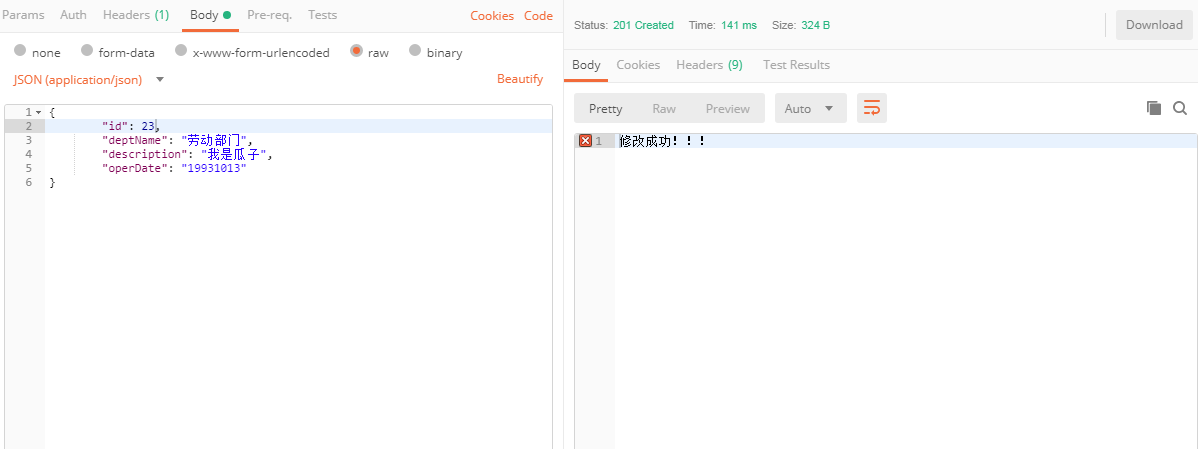 Params Auth Headers (1) Body Pre-req. Tests Cookies Code
none form-data x-www-form-urlencoded raw binary
JSON (application/json) Beautify
1 {
2 "id": 23,
3 "deptName": "劳动部门",
4 "description": "我是瓜子",
5 "operDate": "19931013"
6 }
Status: 201 Created Time: 141 ms Size: 324 B Download
Body Cookies Headers (9) Test Results
Pretty Raw Preview Auto
1 修改成功！！！